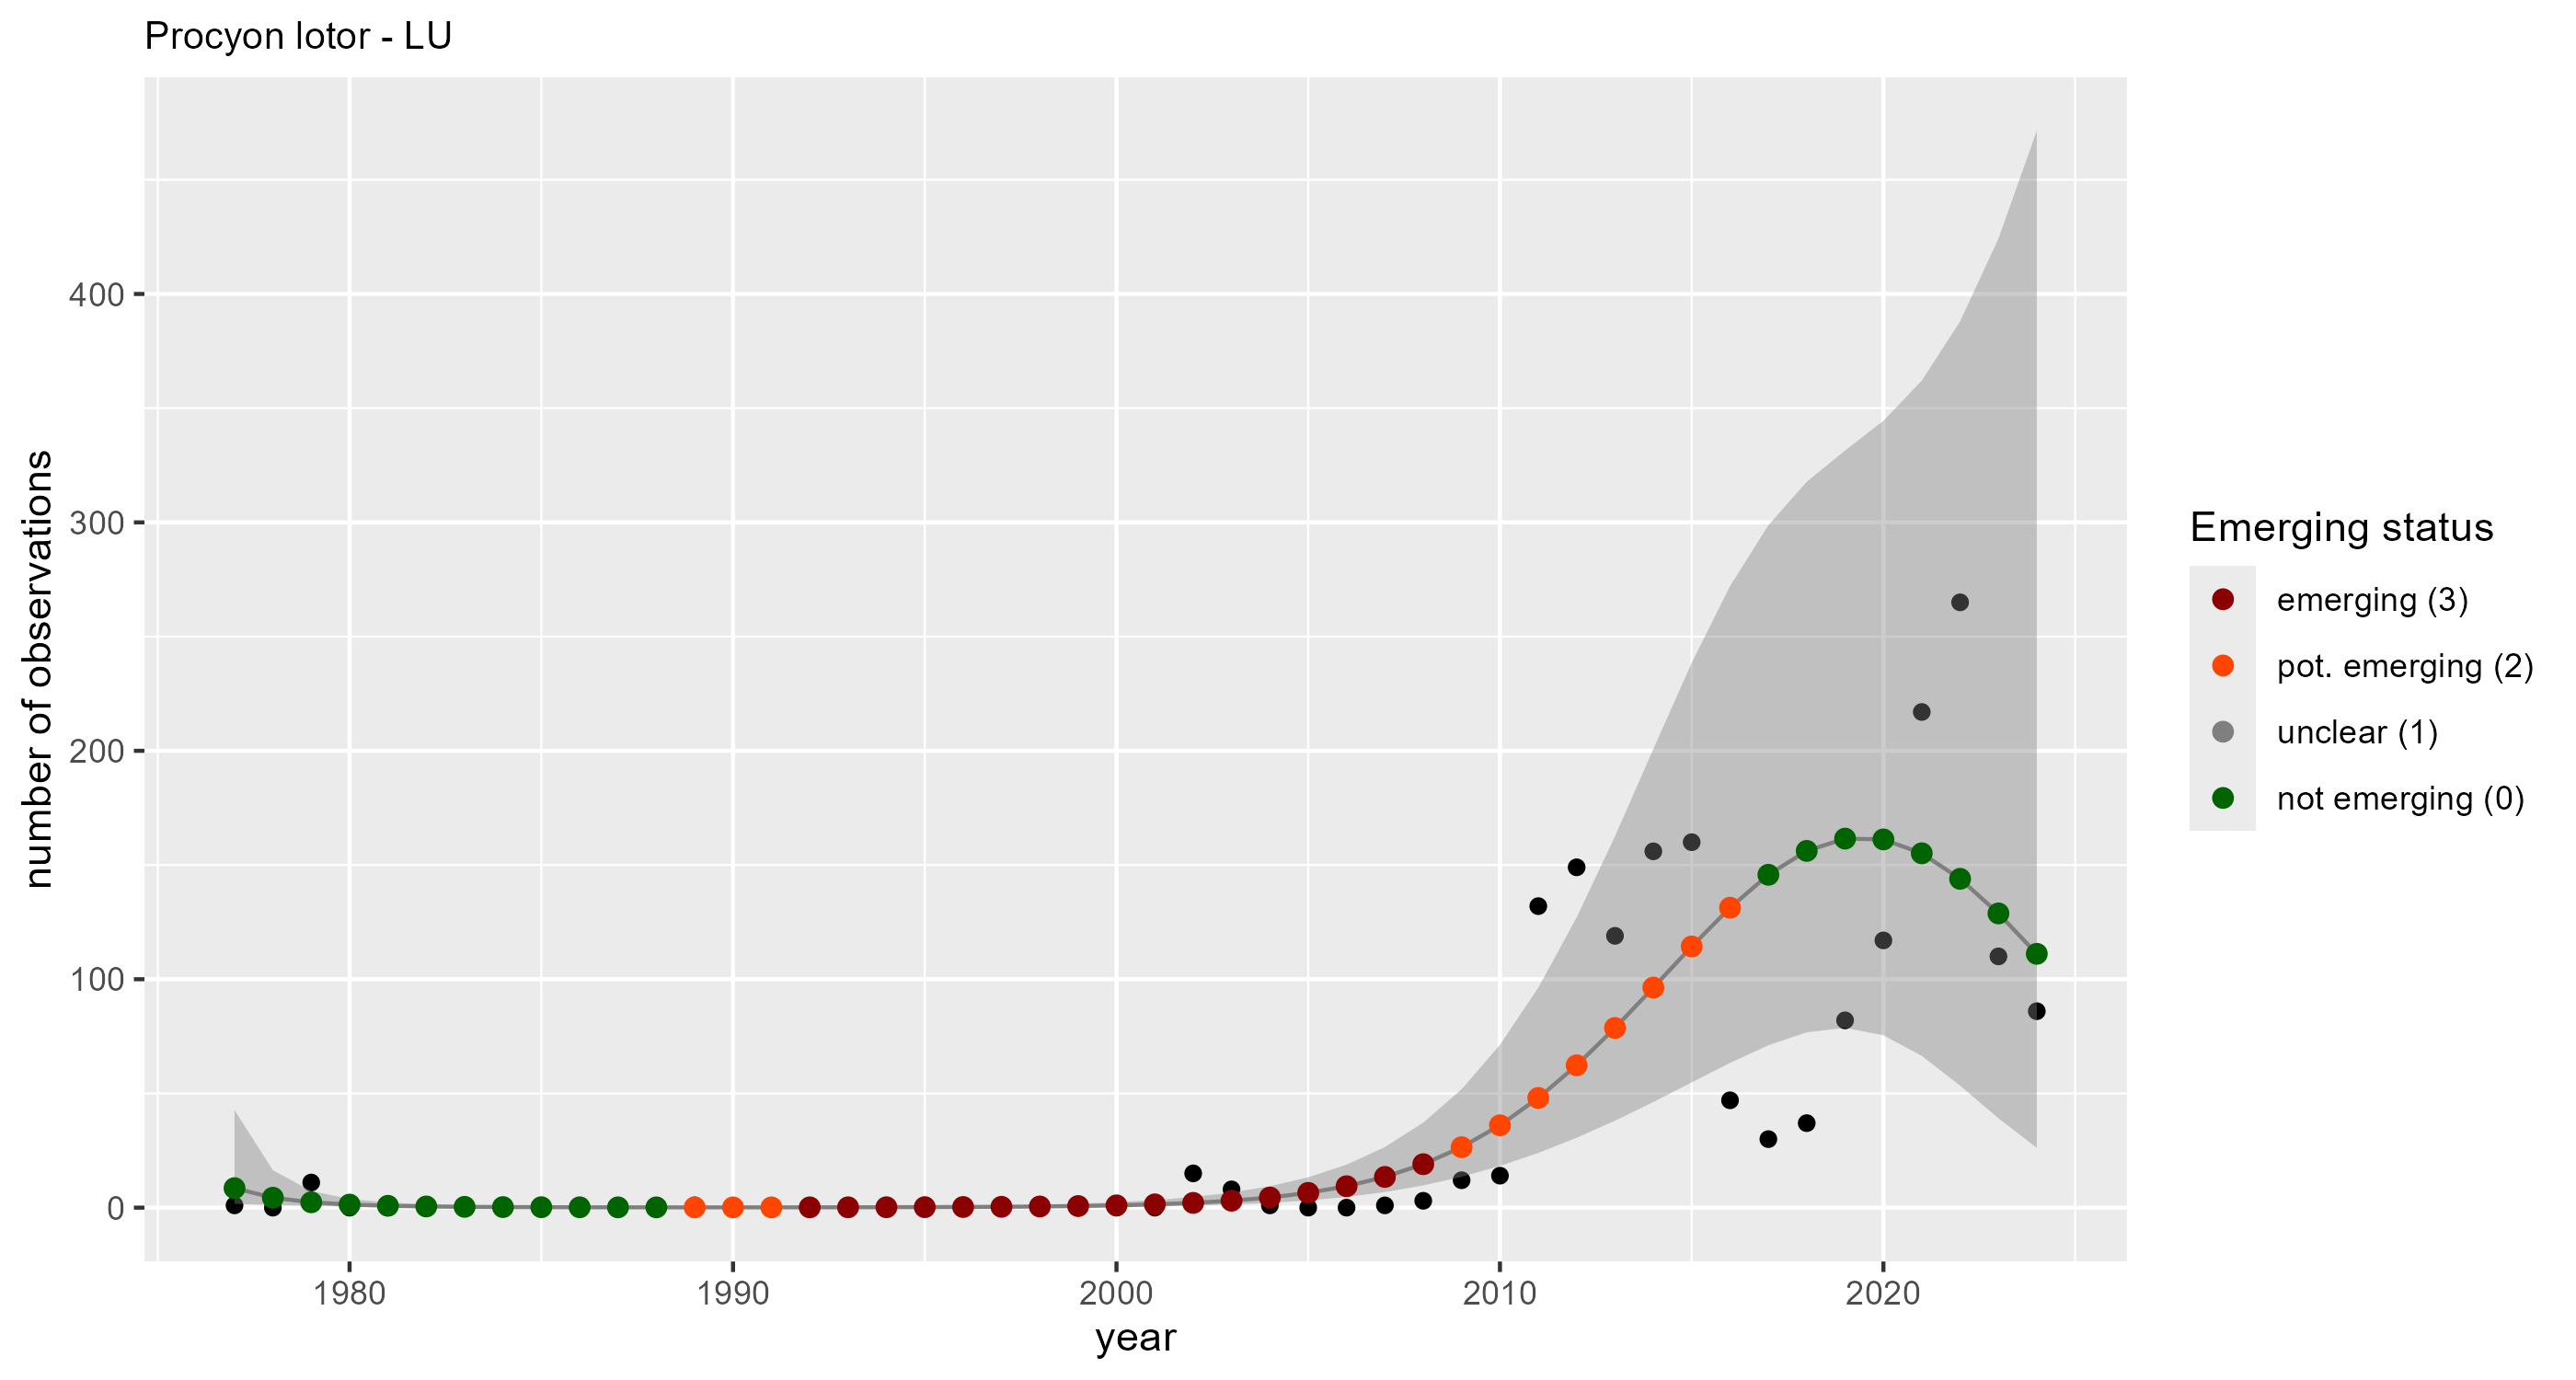 Procyon lotor - LU
number of observations
400
300
200
100
0
1980 1990 2000 2010 2020
year
Emerging status
emerging (3)
pot. emerging (2)
unclear (1)
not emerging (0)